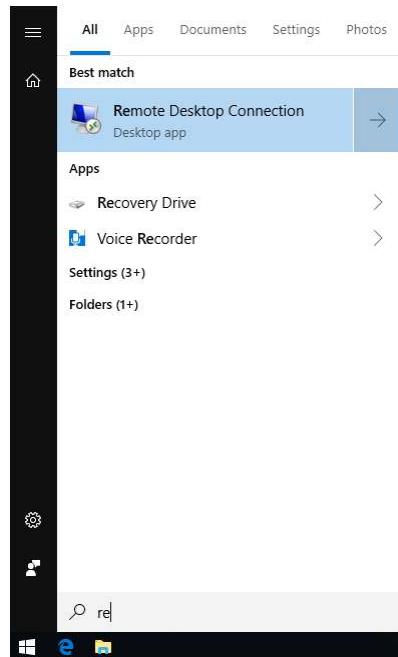 All Apps Documents Settings Photos
Best match
Remote Desktop Connection
Desktop app
Apps
Recovery Drive
Voice Recorder
Settings (3+)
Folders (1+)
re